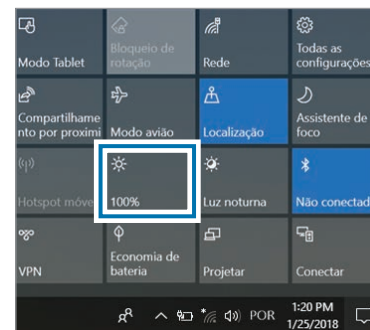 Modo Tablet
Bloqueio de
rotação
Rede
Todas as
configurações
Compartilhame
nto por proximi
Modo avião
Localização
Assistente de
foco
Hotspot móve
100%
Luz noturna
Não conectad
VPN
Economia de
bateria
Projetar
Conectar
POR
1:20 PM
1/25/2018